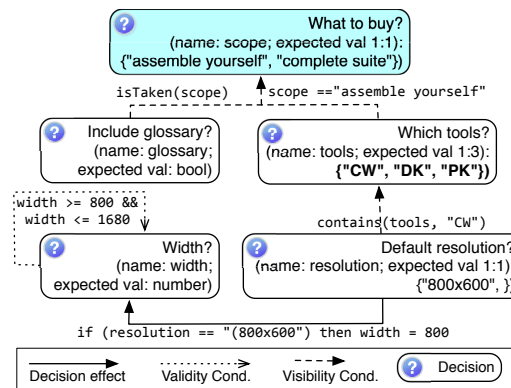 What to buy?
(name: scope; expected val 1:1):
{"assemble yourself", "complete suite"})
isTaken(scope)
scope =="assemble yourself"
Include glossary?
(name: glossary;
expected val: bool)
Which tools?
(name: tools; expected val 1:3):
{"CW", "DK", "PK"})
width >= 800 &&
width <= 1680
contains(tools, "CW")
Width?
(name: width;
expected val: number)
Default resolution?
(name: resolution; expected val 1:1)
{"800x600", })
if (resolution == "(800x600") then width = 800
Decision effect
Validity Cond.
Visibility Cond.
Decision